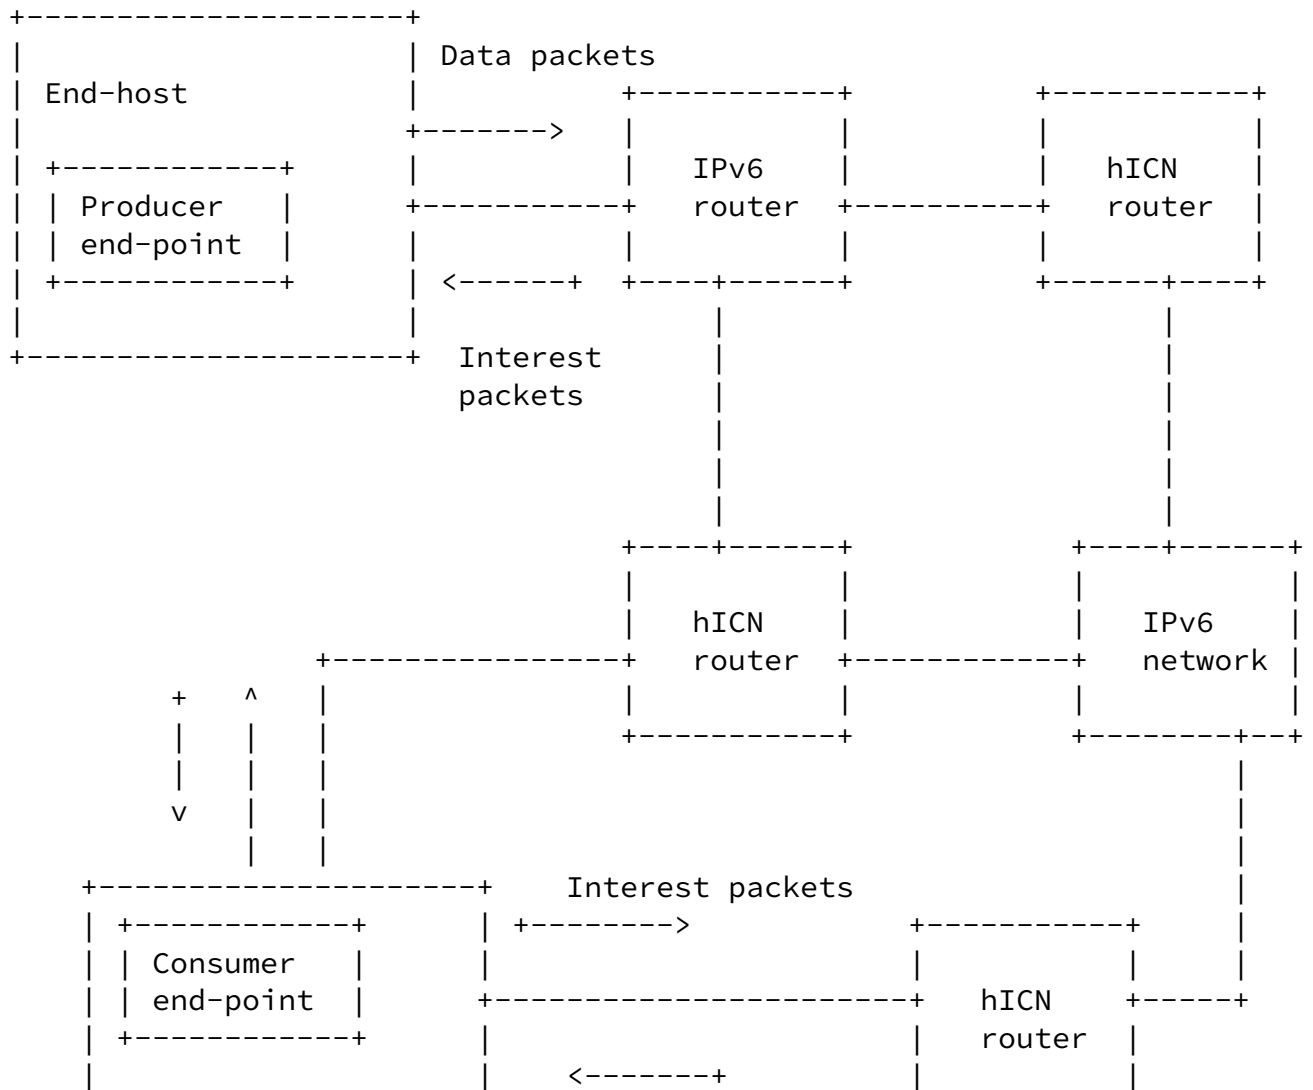 Data packets
End-host
Producer
end-point
IPv6
router
hICN
router
Interest
packets
hICN
router
IPv6
network
Interest packets
Consumer
end-point
hICN
router